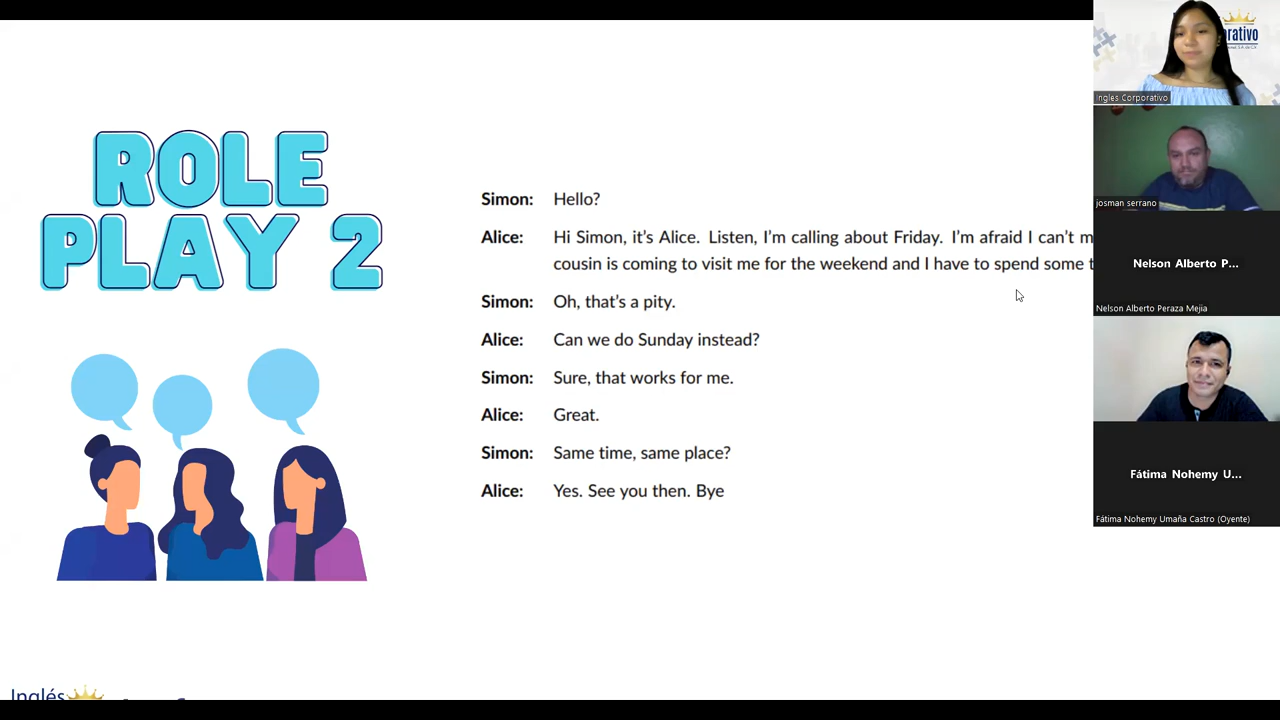 ROLE
PLAY 2
Simon: Hello?
Alice: Hi Simon, it's Alice. Listen, I'm calling about Friday. I'm afraid I can't
cousin is coming to visit me for the weekend and I have to spend some
Simon: Oh, that's a pity.
Alice: Can we do Sunday instead?
Simon: Sure, that works for me.
Alice: Great.
Simon: Same time, same place?
Alice: Yes. See you then. Bye
Inglés
Ingles Corporativo
josman serrano
Nelson Alberto P...
Nelson Alberto Peraza Mejia
Fátima Nohemy U...
Fátima Nohemy Umaña Castro (Oyente)